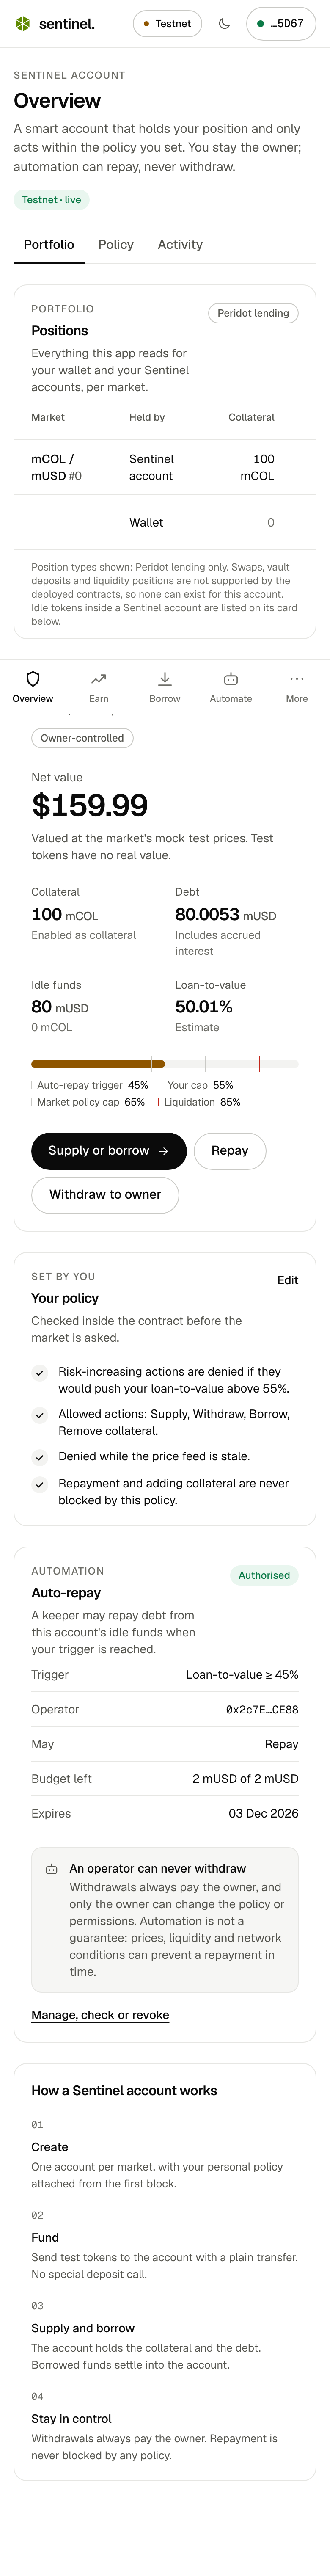 sentinel.
Testnet
...5D67
SENTINEL ACCOUNT
Overview
A smart account that holds your position and only
acts within the policy you set. You stay the owner;
automation can repay, never withdraw.
Testnet · live
Portfolio
Policy
Activity
PORTFOLIO
Peridot lending
Positions
Everything this app reads for
your wallet and your Sentinel
accounts, per market.
Market
Held by
Collateral
mCOL /
mUSD #0
Sentinel
account
100
mCOL
Wallet
0
Position types shown: Peridot lending only. Swaps, vault
deposits and liquidity positions are not supported by the
deployed contracts, so none can exist for this account.
Idle tokens inside a Sentinel account are listed on its card
below.
Overview
Earn
Borrow
Automate
More
Owner-controlled
Net value
$159.99
Valued at the market's mock test prices. Test
tokens have no real value.
Collateral
100 mCOL
Enabled as collateral
Debt
80.0053 mUSD
Includes accrued
interest
Idle funds
80 mUSD
0 mCOL
Loan-to-value
50.01%
Estimate
Auto-repay trigger 45%
Your cap 55%
Market policy cap 65%
Liquidation 85%
Supply or borrow →
Repay
Withdraw to owner
SET BY YOU
Edit
Your policy
Checked inside the contract before the
market is asked.
Risk-increasing actions are denied if they
would push your loan-to-value above 55%.
Allowed actions: Supply, Withdraw, Borrow,
Remove collateral.
Denied while the price feed is stale.
Repayment and adding collateral are never
blocked by this policy.
AUTOMATION
Authorised
Auto-repay
A keeper may repay debt from
this account's idle funds when
your trigger is reached.
Trigger
Loan-to-value ≥ 45%
Operator
0x2c7E…CE88
May
Repay
Budget left
2 mUSD of 2 mUSD
Expires
03 Dec 2026
An operator can never withdraw
Withdrawals always pay the owner, and
only the owner can change the policy or
permissions. Automation is not a
guarantee: prices, liquidity and network
conditions can prevent a repayment in
time.
Manage, check or revoke
How a Sentinel account works
01
Create
One account per market, with your personal policy
attached from the first block.
02
Fund
Send test tokens to the account with a plain transfer.
No special deposit call.
03
Supply and borrow
The account holds the collateral and the debt.
Borrowed funds settle into the account.
04
Stay in control
Withdrawals always pay the owner. Repayment is
never blocked by any policy.